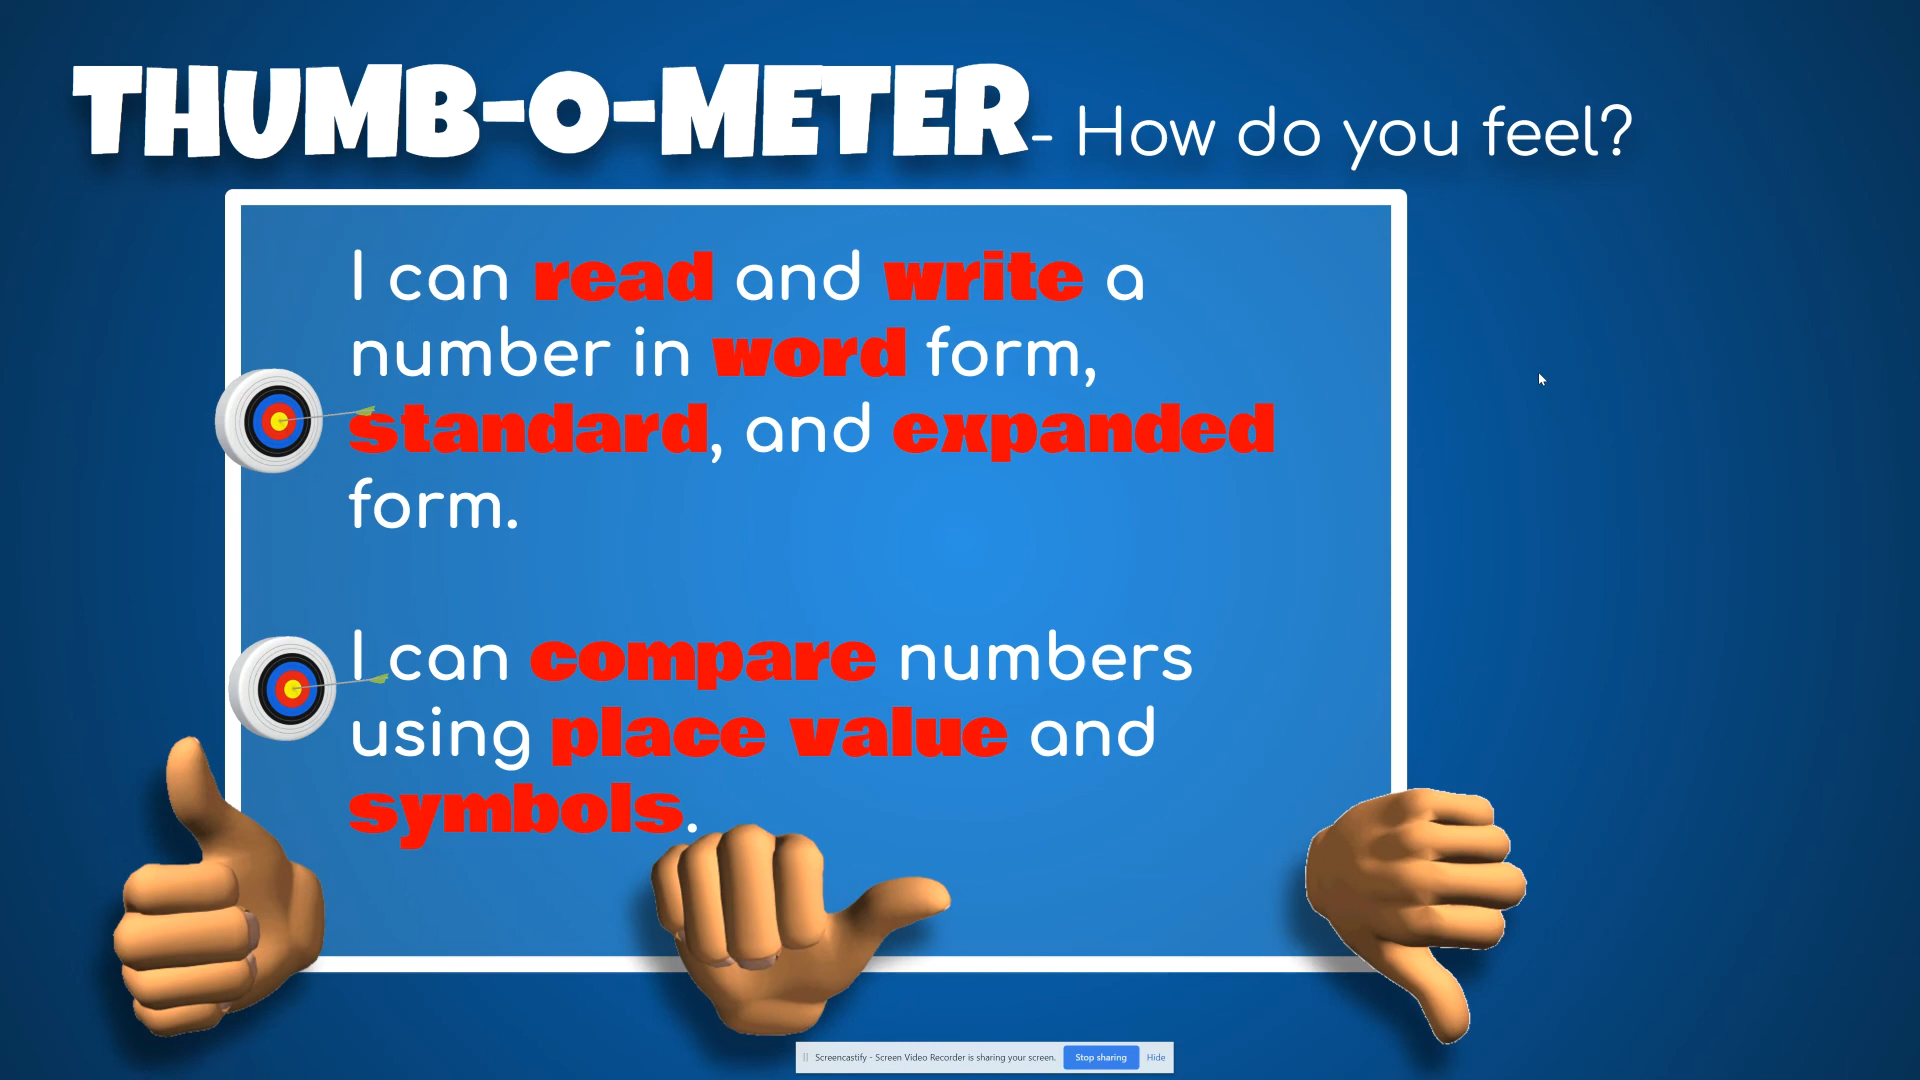 THUMB-O-METER - How do you feel?
I can read and write a
number in word form,
standard, and expanded
form.
I can compare numbers
using place value and
symbols.
Screencastify - Screen Video Recorder is sharing your screen. Stop sharing Hide